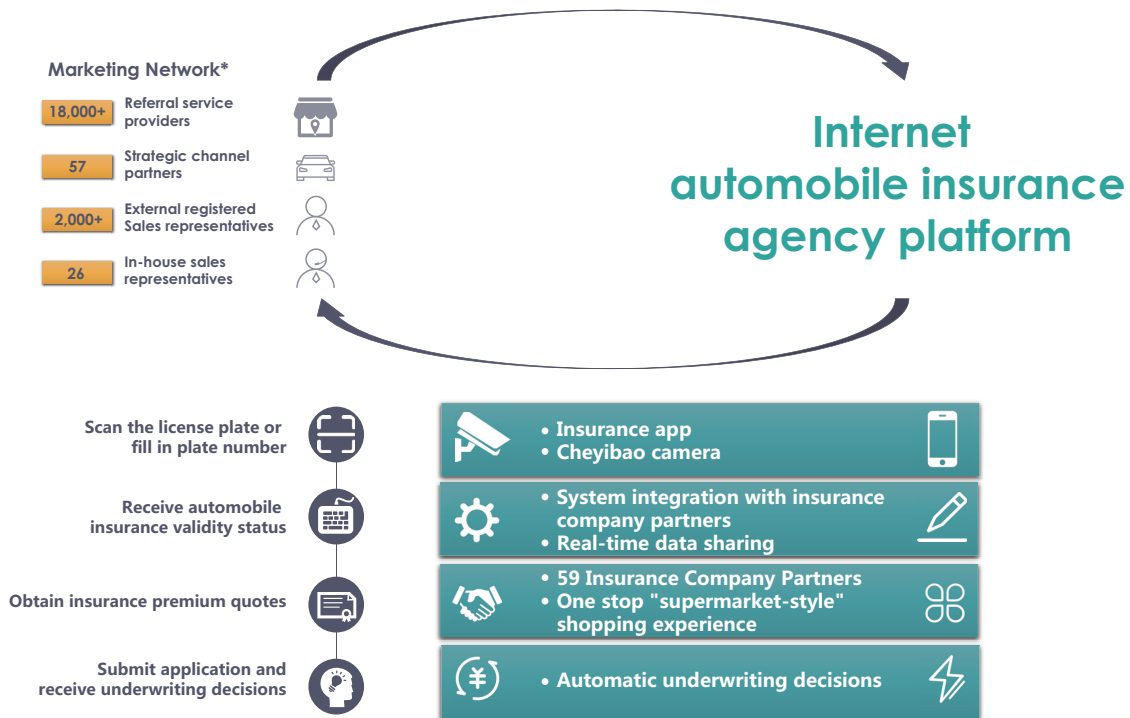 Marketing Network*
18,000+
Referral service
providers
57
Strategic channel
partners
2,000+
External registered
Sales representatives
26
In-house sales
representatives
Internet
automobile insurance
agency platform
Scan the license plate or
fill in plate number
• Insurance app
• Cheyibao camera
Receive automobile
insurance validity status
• System integration with insurance
company partners
• Real-time data sharing
Obtain insurance premium quotes
• 59 Insurance Company Partners
• One stop "supermarket-style"
shopping experience
Submit application and
receive underwriting decisions
¥
• Automatic underwriting decisions